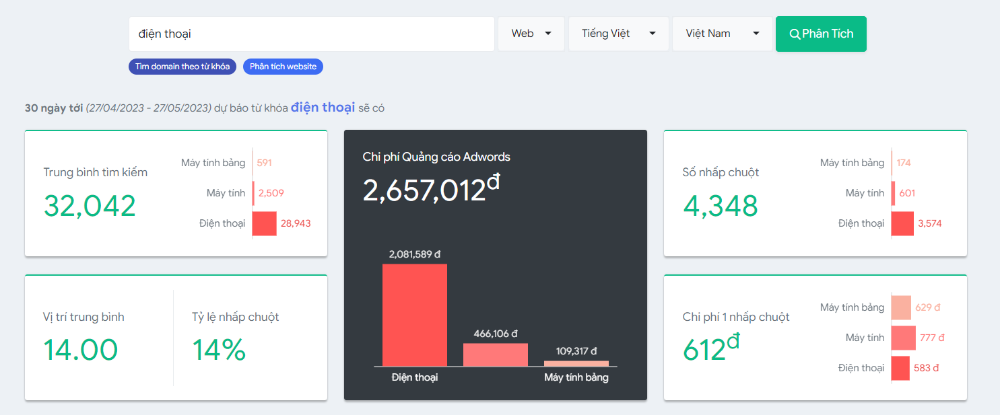 điện thoại
Web
Tiếng Việt
Việt Nam
Phân Tích
Tìm domain theo từ khóa
Phân tích website
30 ngày tới (27/04/2023 - 27/05/2023) dự báo từ khóa điện thoại sẽ có
Trung bình tìm kiếm
32,042
Máy tính bảng 591
Máy tính 2,509
Điện thoại 28,943
Chi phí Quảng cáo Adwords
2,657,012đ
2,081,589 đ
466,106 đ
109,317 đ
Điện thoại
Máy tính bảng
Số nhấp chuột
4,348
Máy tính bảng 174
Máy tính 601
Điện thoại 3,574
Vị trí trung bình
14.00
Tỷ lệ nhấp chuột
14%
Chi phí 1 nhấp chuột
612đ
Máy tính bảng 629 đ
Máy tính 777 đ
Điện thoại 583 đ